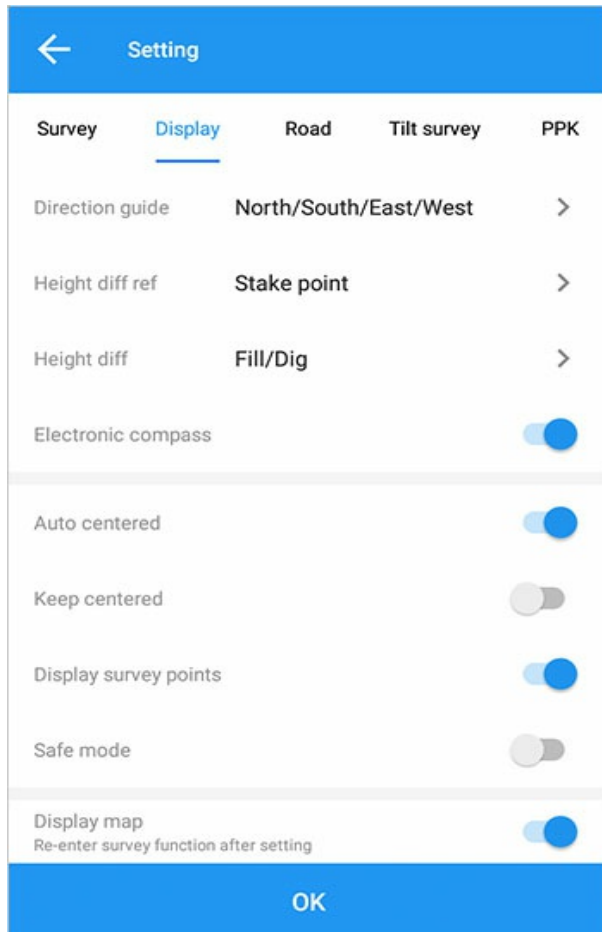 Setting
Survey Display Road Tilt survey PPK
Direction guide North/South/East/West
Height diff ref Stake point
Height diff Fill/Dig
Electronic compass
Auto centered
Keep centered
Display survey points
Safe mode
Display map
Re-enter survey function after setting
OK